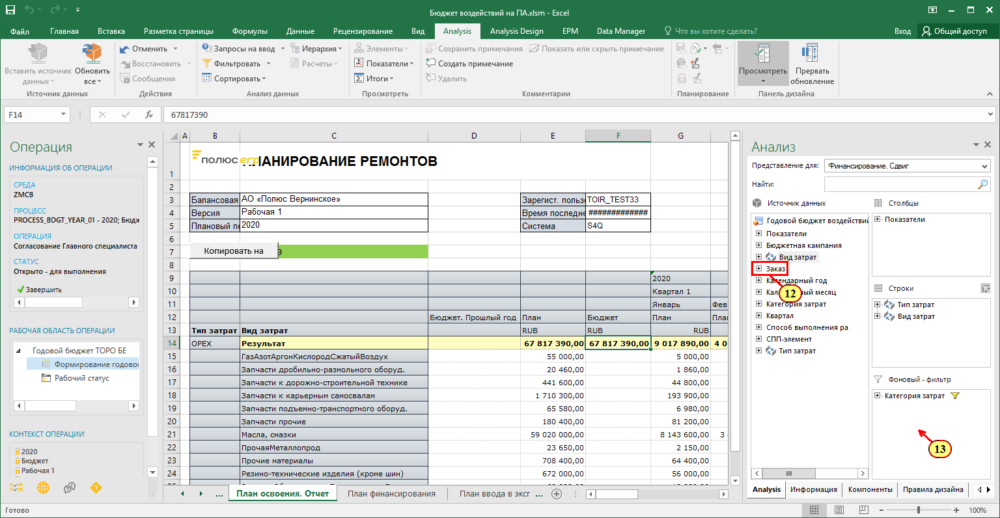 Бюджет воздействий на ПА.xlsm - Excel
Файл Главная Вставка Разметка страницы Формулы Данные Рецензирование Вид Analysis Analysis Design EPM Data Manager Что вы хотите сделать? Вход Общий доступ
Вставить источник данных
Обновить все
Источник данных
Отменить
Восстановить
Сообщения
Действия
Запросы на ввод
Фильтровать
Сортировать
Иерархия
Расчеты
Анализ данных
Элементы
Показатели
Итоги
Просмотреть
Сохранить примечания
Показать или скрыть примечание
Создать примечание
Удалить
Комментарии
Планирование
Просмотреть
Прервать обновление
Панель дизайна
F14 fx 67817390
Операция
ИНФОРМАЦИЯ ОБ ОПЕРАЦИИ
СРЕДА
ZMCB
ПРОЦЕСС
PROCESS_BDGT_YEAR_01 - 2020; Бюдж
ОПЕРАЦИЯ
Согласование Главного специалиста
СТАТУС
Открыто - для выполнения
Завершить
РАБОЧАЯ ОБЛАСТЬ ОПЕРАЦИИ
Годовой бюджет ТОРО БЕ
Формирование годово
Рабочий статус
КОНТЕКСТ ОПЕРАЦИИ
2020
Бюджет
Рабочая 1
A B C D E F G
1 ПОЛЮС егр ПЛАНИРОВАНИЕ РЕМОНТОВ
2
3 Балансовая АО «Полюс Вернинское» Зарегист. польз TOIR_TEST33
4 Версия Рабочая 1 Время последне #############
5 Плановый пе 2020 Система S4Q
6
7 Копировать на 9
8
9 2020
10 Квартал 1
11 Январь Фев
12 Бюджет. Прошлый год План Бюджет План Пла
13 Тип затрат Вид затрат RUB RUB RUB
14 OPEX Результат 67 817 390,00 67 817 390,00 9 017 890,00 4 0
15 ГазАзотАргонКислородСжатыйВоздух 55 000,00 5 000,00
16 Запчасти дробильно-размольного оборуд. 20 460,00 1 860,00
17 Запчасти к дорожно-строительной технике 441 600,00 44 800,00
18 Запчасти к карьерным самосвалам 1 710 300,00 193 900,00
19 Запчасти подъемно-транспортного оборуд. 65 580,00 6 980,00
20 Запчасти прочие 180 400,00 81 200,00
21 Масла, смазки 59 020 000,00 8 143 600,00 3
22 ПрочаяМеталлопрод 23 650,00 2 150,00
23 Прочие материалы 708 400,00 64 400,00
24 Резино-технические изделия (кроме шин) 672 000,00 56 000,00
... План освоения. Отчет План финансирования План ввода в эксг ...
Анализ
Представление для: Финансирование. Сдвиг
Найти:
Источник данных
Годовой бюджет воздействий
Показатели
Бюджетная кампания
Вид затрат
Заказ
Календарный год
12
Категория затрат
Квартал
Способ выполнения ра
СПП-элемент
Тип затрат
Столбцы
Показатели
Строки
Тип затрат
Вид затрат
Фоновый - фильтр
Категория затрат
13
Analysis Информация Компоненты Правила дизайна
Готово 100%